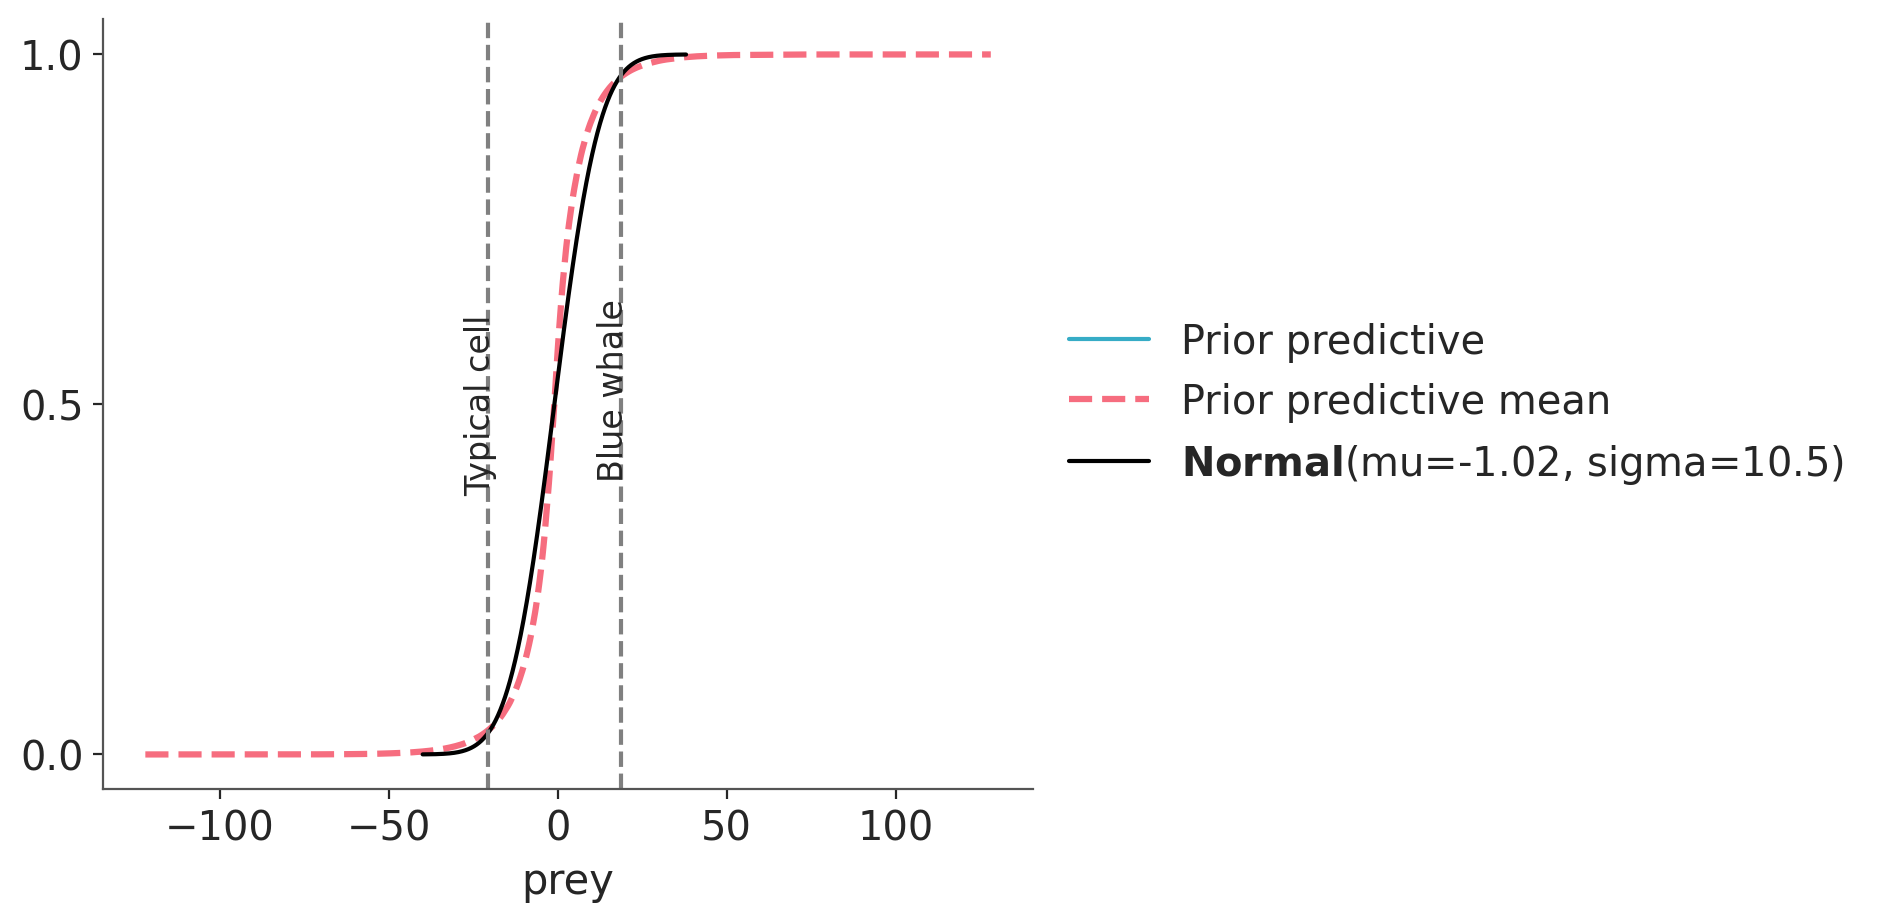 1.0
0.5
0.0
Typical cell
Blue whale
−100
−50
0
50
100
prey
Prior predictive
Prior predictive mean
Normal(mu=-1.02, sigma=10.5)